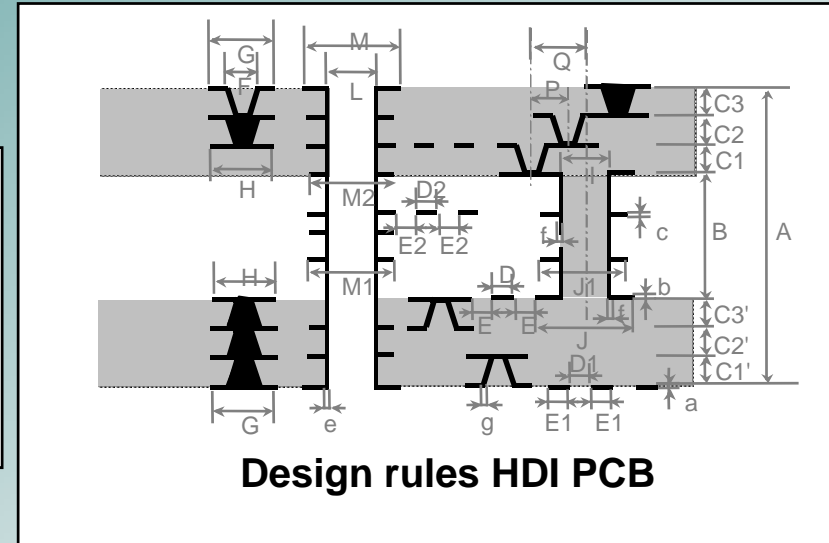 G
M
Q
F
L
P
C3
C2
C1
I
H
M2
D2
E2
E2
f
c
B
A
H
M1
D
J1
b
E
E
f
C3'
J
C2'
D1
C1'
G
e
g
E1
E1
a
Design rules HDI PCB